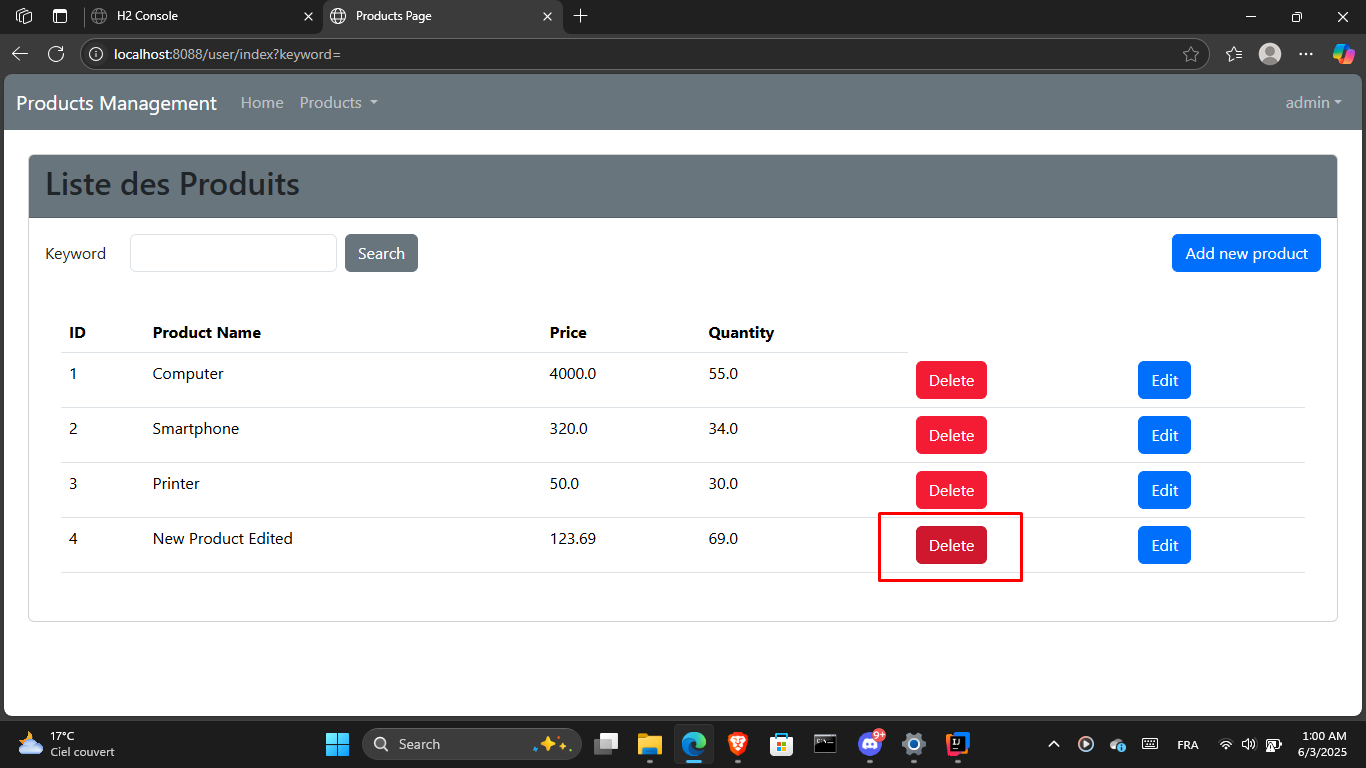 H2 Console
Products Page
localhost:8088/user/index?keyword=
Products Management Home Products admin
Liste des Produits
Keyword Search Add new product
ID Product Name Price Quantity
1 Computer 4000.0 55.0 Delete Edit
2 Smartphone 320.0 34.0 Delete Edit
3 Printer 50.0 30.0 Delete Edit
4 New Product Edited 123.69 69.0 Delete Edit
17°C
Ciel couvert
Search
9+
FRA
1:00 AM
6/3/2025